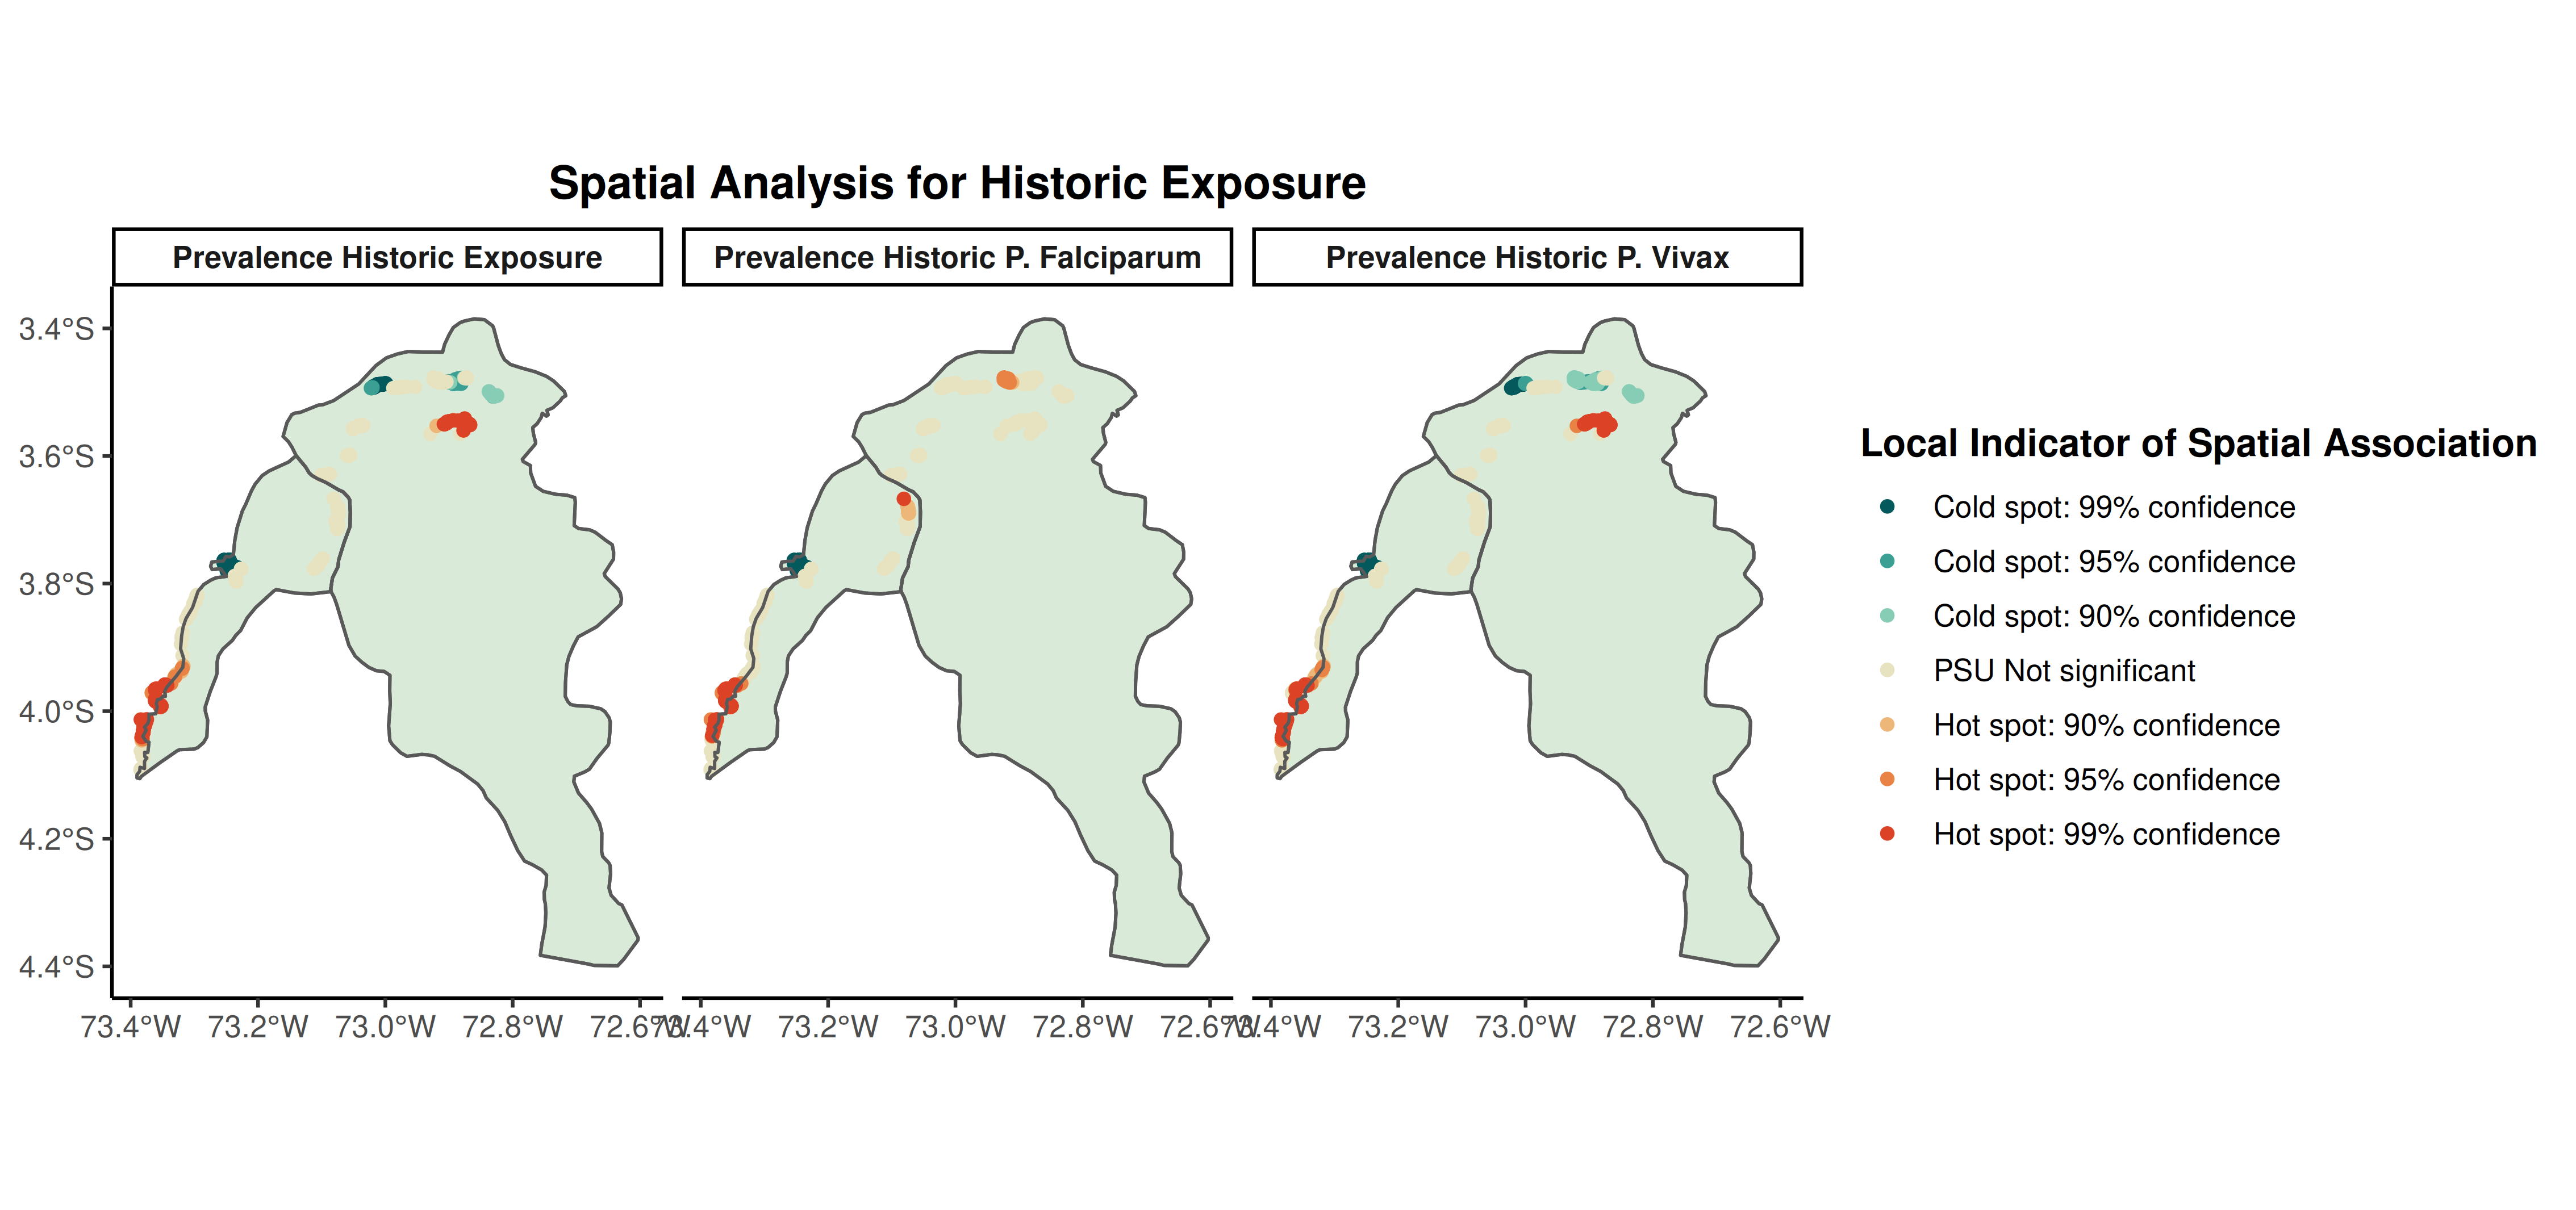 Spatial Analysis for Historic Exposure
Prevalence Historic Exposure
Prevalence Historic P. Falciparum
Prevalence Historic P. Vivax
3.4°S
3.6°S
3.8°S
4.0°S
4.2°S
4.4°S
73.4°W 73.2°W 73.0°W 72.8°W 72.6°W
73.4°W 73.2°W 73.0°W 72.8°W 72.6°W
73.4°W 73.2°W 73.0°W 72.8°W 72.6°W
Local Indicator of Spatial Association
Cold spot: 99% confidence
Cold spot: 95% confidence
Cold spot: 90% confidence
PSU Not significant
Hot spot: 90% confidence
Hot spot: 95% confidence
Hot spot: 99% confidence